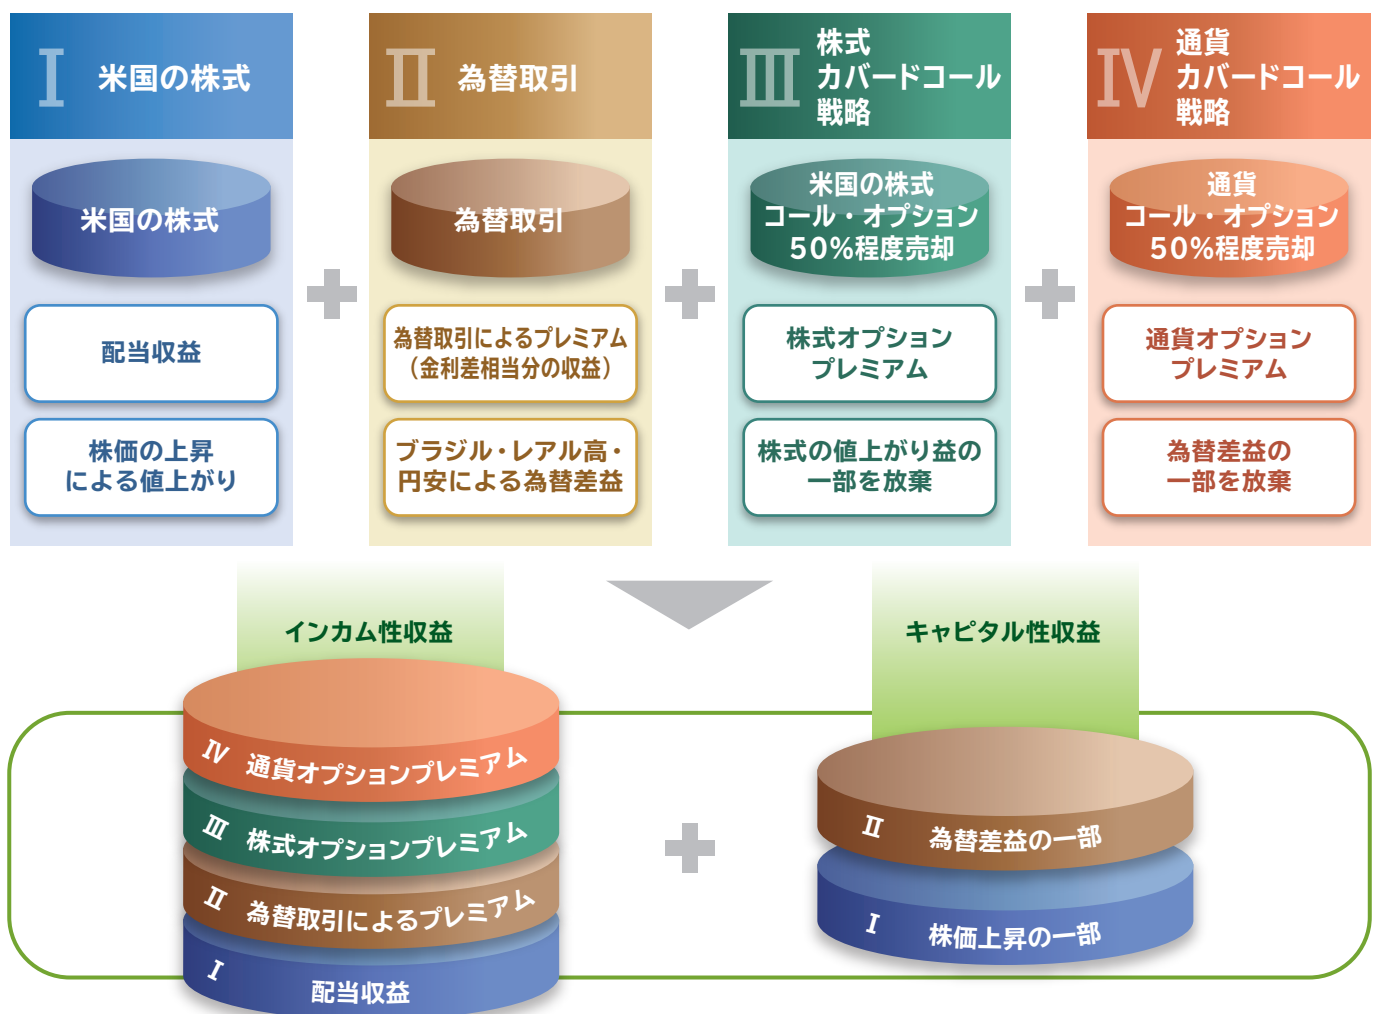 Ⅰ 米国の株式
米国の株式
配当収益
株価の上昇
による値上がり
Ⅱ 為替取引
為替取引
為替取引によるプレミアム
（金利差相当分の収益）
ブラジル・レアル高・
円安による為替差益
Ⅲ 株式
カバードコール
戦略
米国の株式
コール・オプション
50%程度売却
株式オプション
プレミアム
株式の値上がり益の
一部を放棄
Ⅳ 通貨
カバードコール
戦略
通貨
コール・オプション
50%程度売却
通貨オプション
プレミアム
為替差益の
一部を放棄
インカム性収益
Ⅳ 通貨オプションプレミアム
Ⅲ 株式オプションプレミアム
Ⅱ 為替取引によるプレミアム
Ⅰ 配当収益
キャピタル性収益
Ⅱ 為替差益の一部
Ⅰ 株価上昇の一部